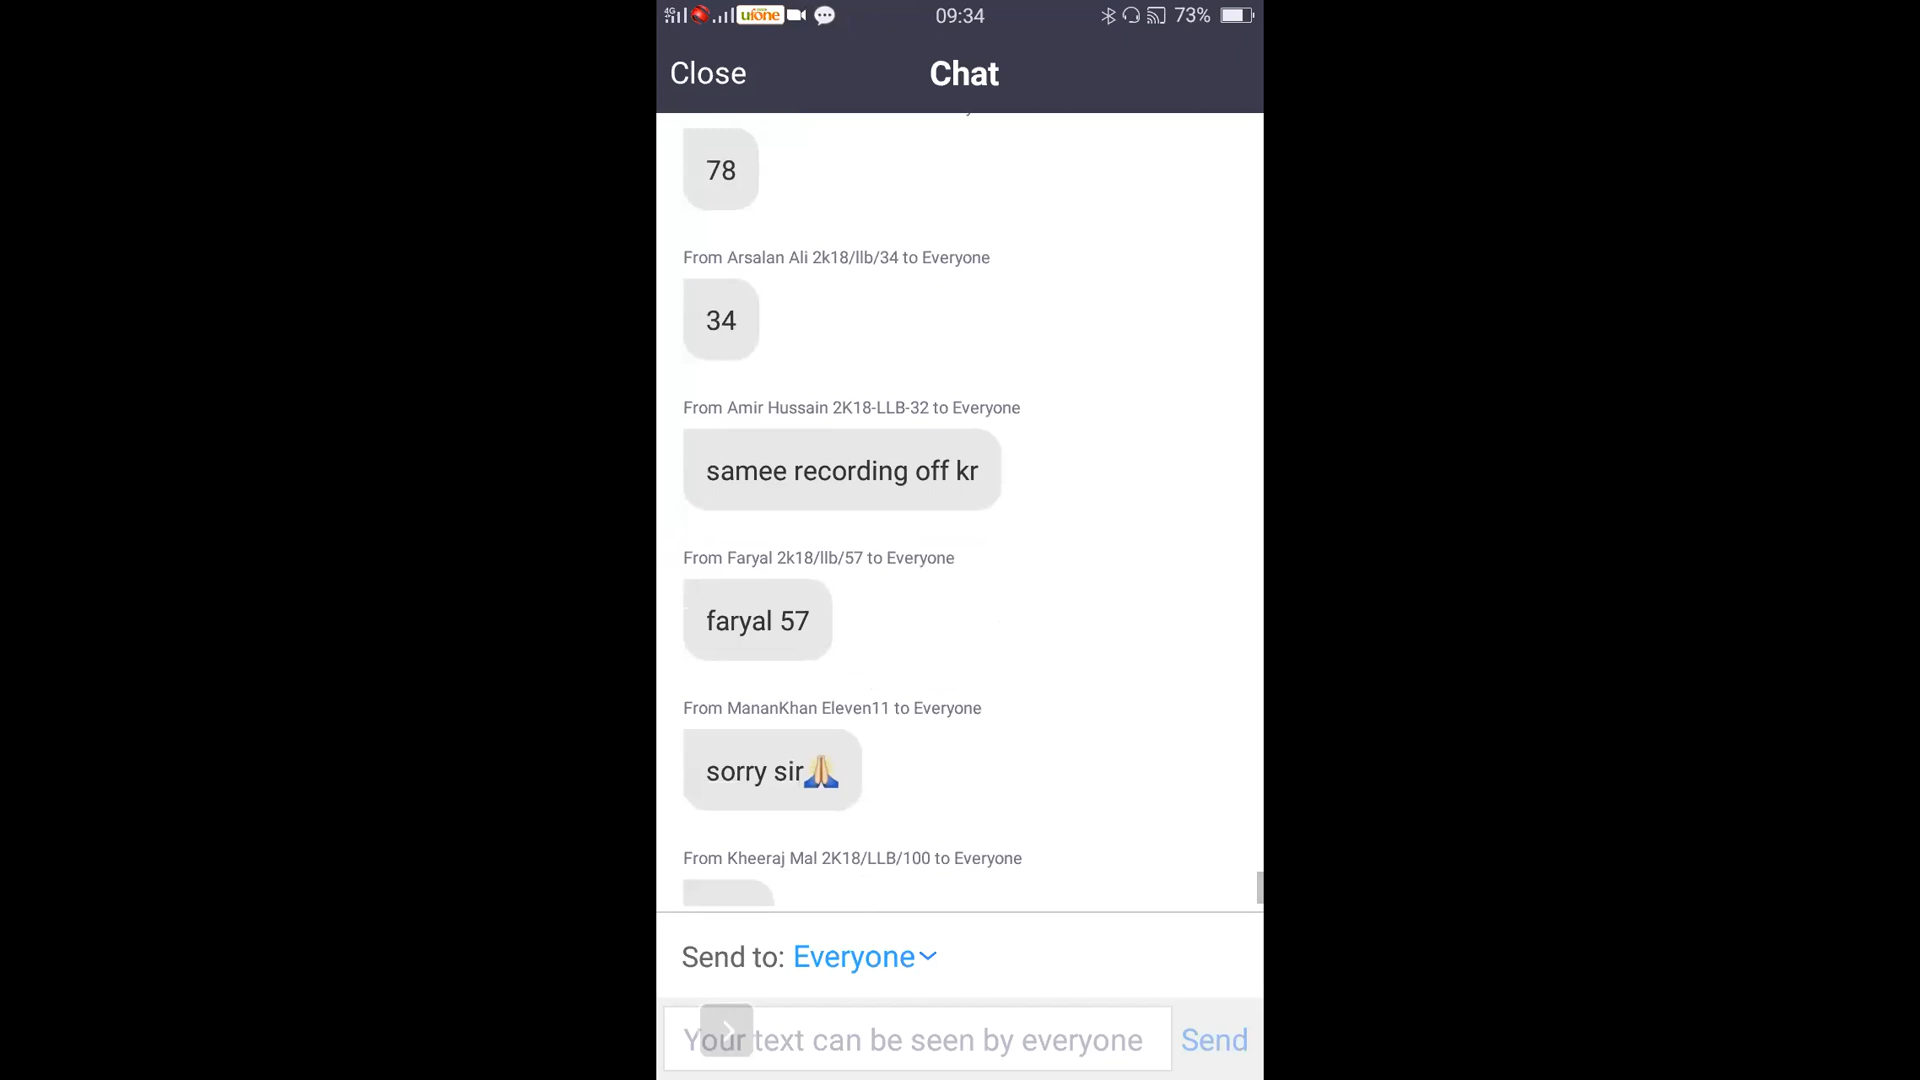 4G ufone 09:34 73%
Close Chat
78
From Arsalan Ali 2k18/llb/34 to Everyone
34
From Amir Hussain 2K18-LLB-32 to Everyone
samee recording off kr
From Faryal 2k18/llb/57 to Everyone
faryal 57
From MananKhan Eleven11 to Everyone
sorry sir🙏
From Kheeraj Mal 2K18/LLB/100 to Everyone
Send to: Everyone
Your text can be seen by everyone Send